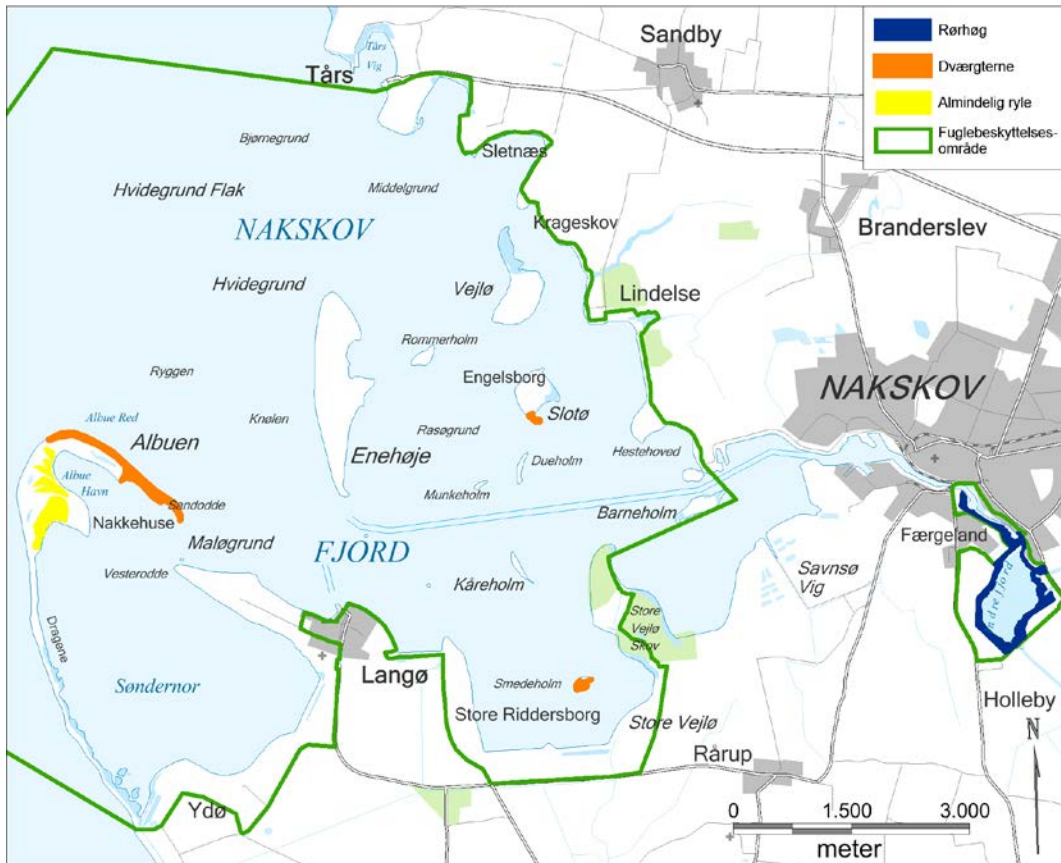 Rørhøg
Dværgterne
Almindelig ryle
Fuglebeskyttelses-
område
Sandby
Tårs
Vig
Tårs
Bjørnegrund
Sletnæs
Hvidegrund Flak
Middelgrund
NAKSKOV
Krageskov
Branderslev
Hvidegrund
Vejlø
Lindelse
Rommerholm
Ryggen
Engelsborg
NAKSKOV
Albue Red
Albuen
Knølen
Rasøgrund
Slotø
Enehøje
Dueholm
Hestehoved
Albue
Havn
Munkeholm
Sandodde
Nakkehuse
Barneholm
Færgeland
Maløgrund
FJORD
Vesterodde
Kåreholm
Savnsø
Vig
Indrefjord
Dragene
Store
Vejlø
Skov
Langø
Søndernor
Smedeholm
Store Riddersborg
Store Vejlø
Holleby
N
Rårup
Ydø
0 1.500 3.000
meter